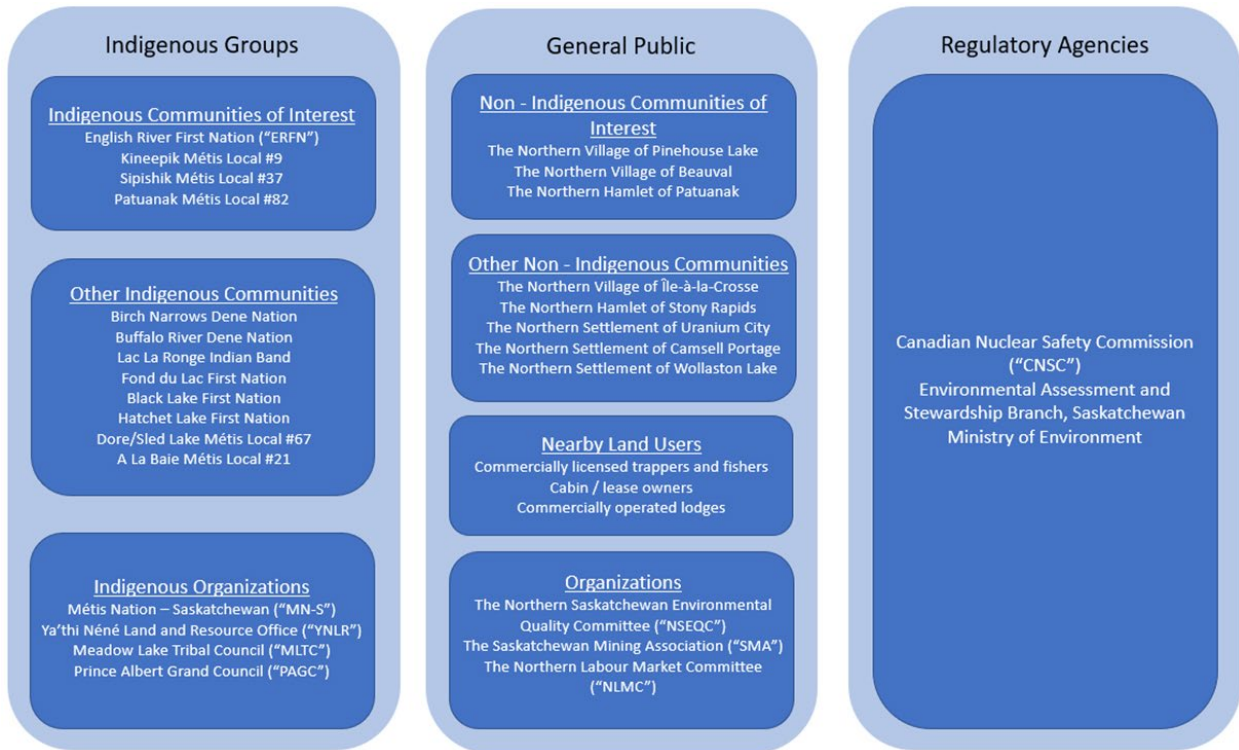 Indigenous Groups
Indigenous Communities of Interest
English River First Nation (“ERFN”)
Kineepik Métis Local #9
Sipishik Métis Local #37
Patuanak Métis Local #82
Other Indigenous Communities
Birch Narrows Dene Nation
Buffalo River Dene Nation
Lac La Ronge Indian Band
Fond du Lac First Nation
Black Lake First Nation
Hatchet Lake First Nation
Dore/Sled Lake Métis Local #67
A La Baie Métis Local #21
Indigenous Organizations
Métis Nation – Saskatchewan (“MN-S”)
Ya’thi Néné Land and Resource Office (“YNLR”)
Meadow Lake Tribal Council (“MLTC”)
Prince Albert Grand Council (“PAGC”)
General Public
Non - Indigenous Communities of
Interest
The Northern Village of Pinehouse Lake
The Northern Village of Beauval
The Northern Hamlet of Patuanak
Other Non - Indigenous Communities
The Northern Village of Île-à-la-Crosse
The Northern Hamlet of Stony Rapids
The Northern Settlement of Uranium City
The Northern Settlement of Camsell Portage
The Northern Settlement of Wollaston Lake
Nearby Land Users
Commercially licensed trappers and fishers
Cabin / lease owners
Commercially operated lodges
Organizations
The Northern Saskatchewan Environmental
Quality Committee (“NSEQC”)
The Saskatchewan Mining Association (“SMA”)
The Northern Labour Market Committee
(“NLMC”)
Regulatory Agencies
Canadian Nuclear Safety Commission
(“CNSC”)
Environmental Assessment and
Stewardship Branch, Saskatchewan
Ministry of Environment